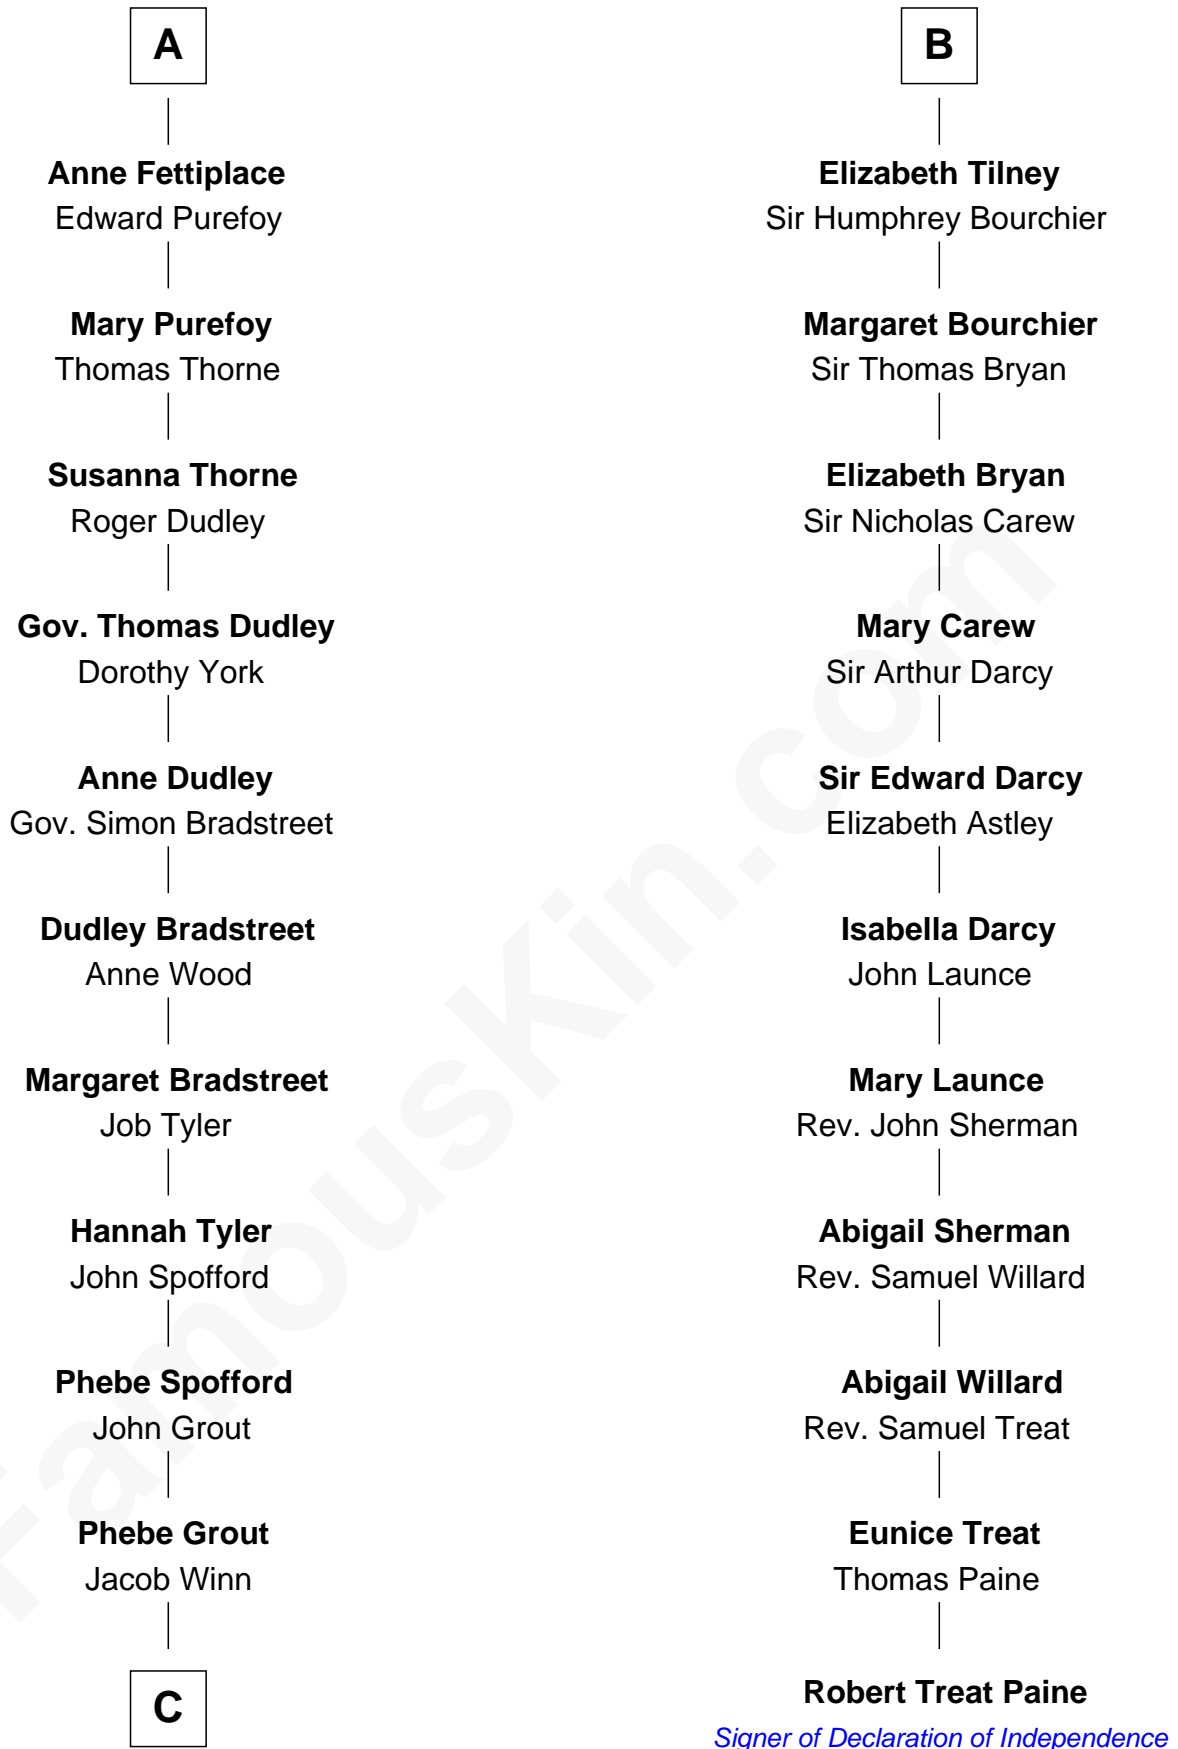 A
Anne Fettiplace
Edward Purefoy
Mary Purefoy
Thomas Thorne
Susanna Thorne
Roger Dudley
Gov. Thomas Dudley
Dorothy York
Anne Dudley
Gov. Simon Bradstreet
Dudley Bradstreet
Anne Wood
Margaret Bradstreet
Job Tyler
Hannah Tyler
John Spofford
Phebe Spofford
John Grout
Phebe Grout
Jacob Winn
C
B
Elizabeth Tilney
Sir Humphrey Bourchier
Margaret Bourchier
Sir Thomas Bryan
Elizabeth Bryan
Sir Nicholas Carew
Mary Carew
Sir Arthur Darcy
Sir Edward Darcy
Elizabeth Astley
Isabella Darcy
John Launce
Mary Launce
Rev. John Sherman
Abigail Sherman
Rev. Samuel Willard
Abigail Willard
Rev. Samuel Treat
Eunice Treat
Thomas Paine
Robert Treat Paine
Signer of Declaration of Independence
FamousKin.com